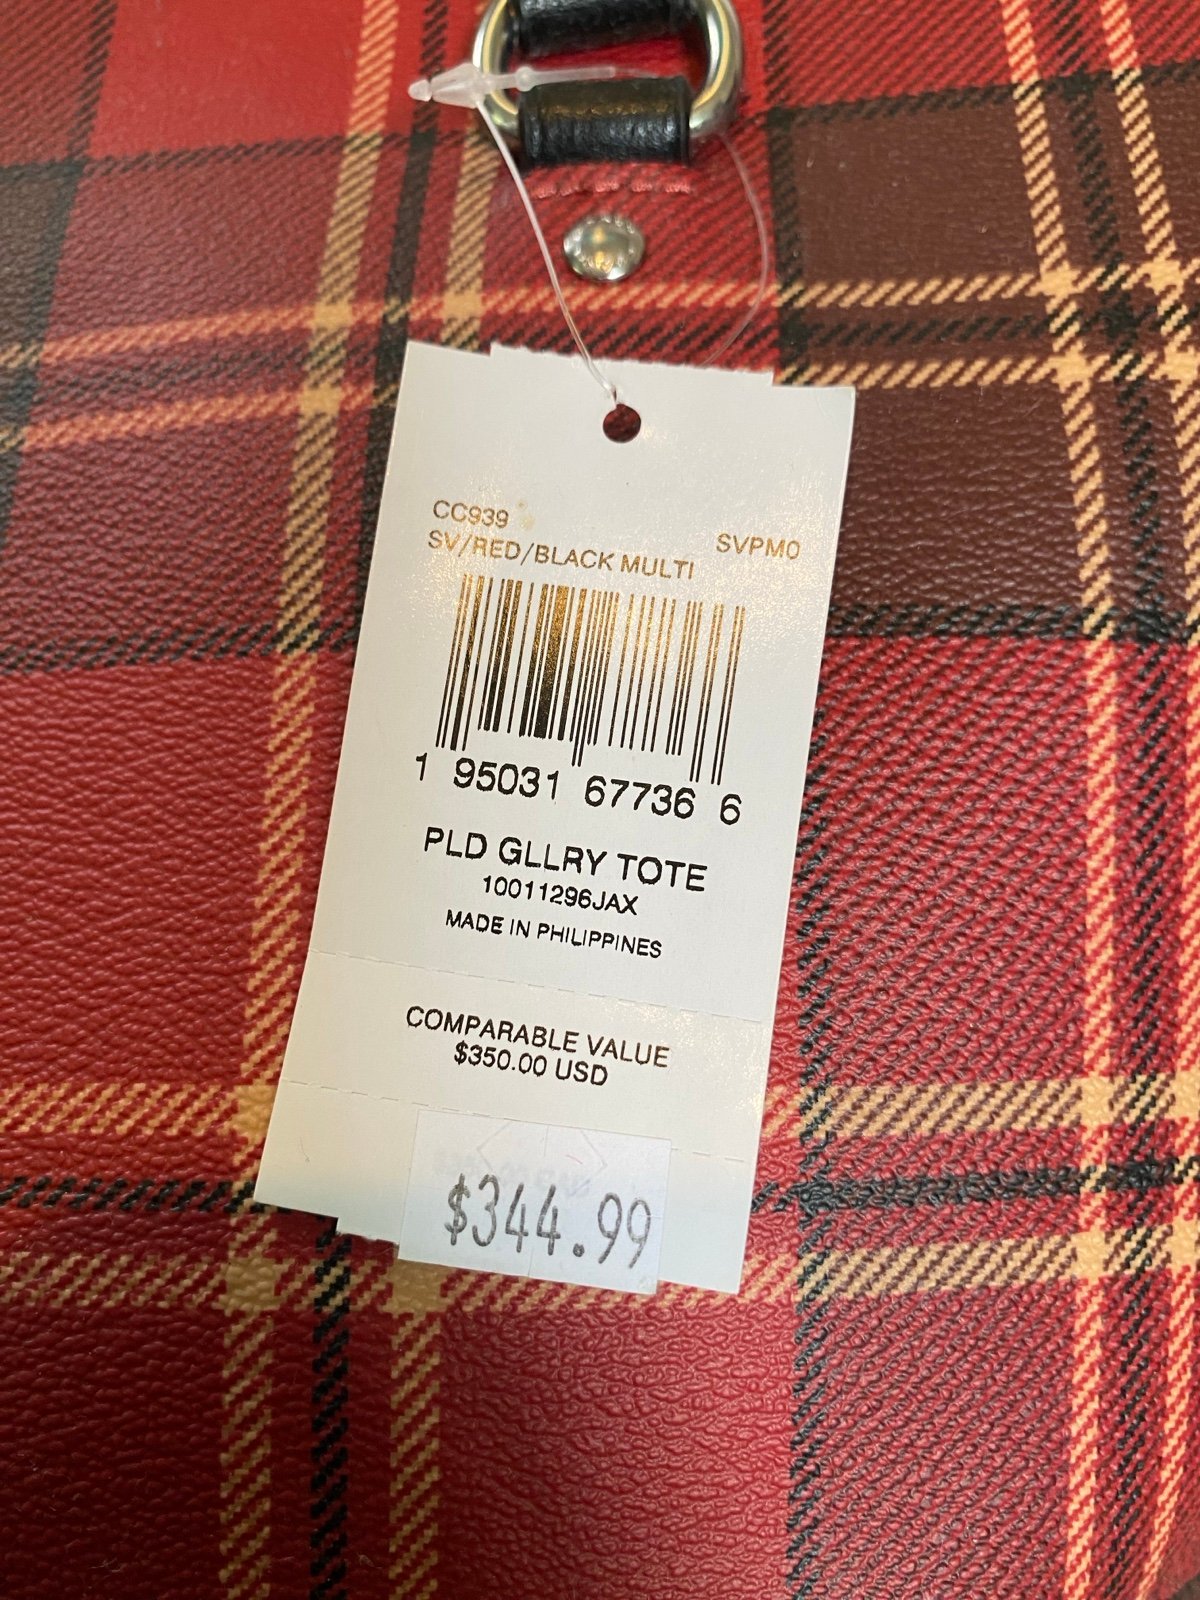 CC939
SV/RED/BLACK MULTI SVPM0
1 95031 67736 6
PLD GLLRY TOTE
10011296JAX
MADE IN PHILIPPINES
COMPARABLE VALUE
$350.00 USD
$344.99